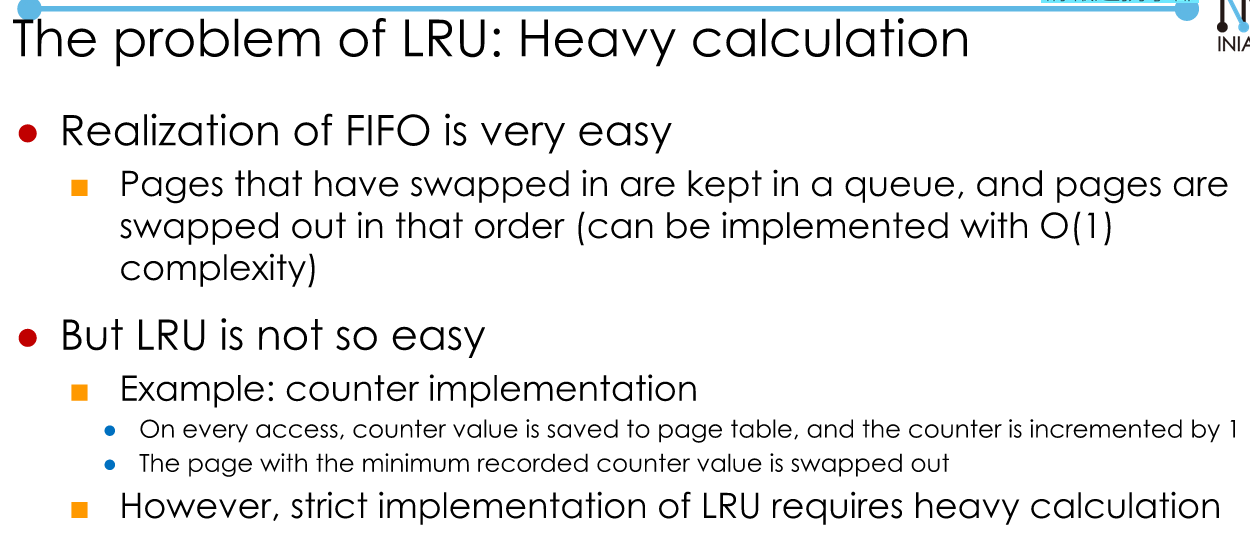 The problem of LRU: Heavy calculation
Realization of FIFO is very easy
Pages that have swapped in are kept in a queue, and pages are
swapped out in that order (can be implemented with O(1)
complexity)
But LRU is not so easy
Example: counter implementation
On every access, counter value is saved to page table, and the counter is incremented by 1
The page with the minimum recorded counter value is swapped out
However, strict implementation of LRU requires heavy calculation